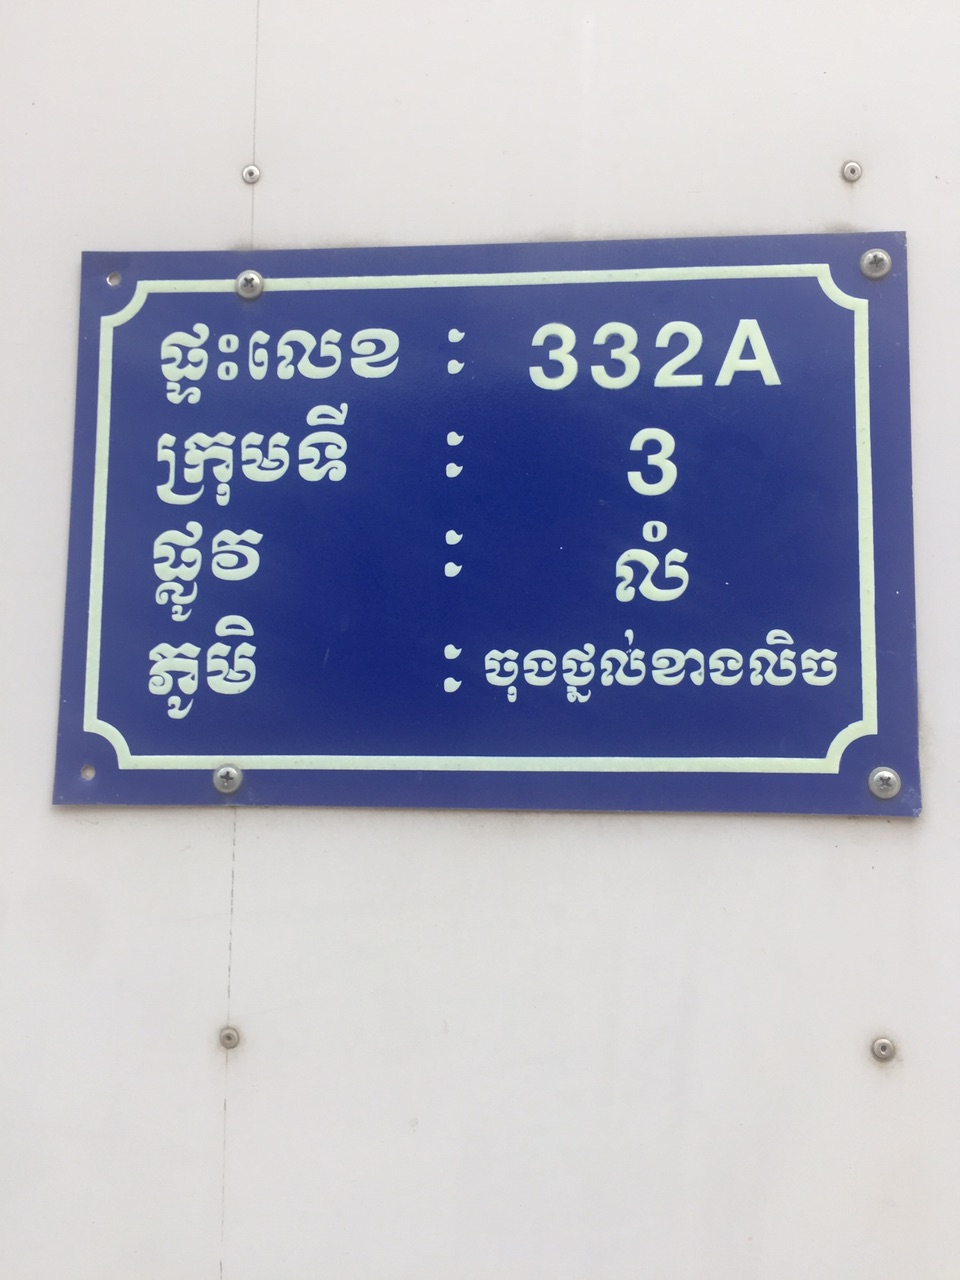 ផ្ទះលេខ : 332A
ក្រុមទី : 3
ផ្លូវ : លំ
ភូមិ : ចុងថ្នល់ខាងលិច